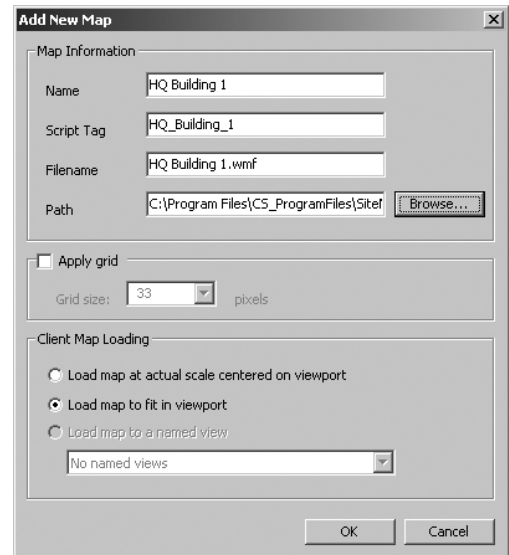 Add New Map
Map Information
Name HQ Building 1
Script Tag HQ_Building_1
Filename HQ Building 1.wmf
Path C:\Program Files\CS_ProgramFiles\Site Browse...
Apply grid
Grid size: 33 pixels
Client Map Loading
Load map at actual scale centered on viewport
Load map to fit in viewport
Load map to a named view
No named views
OK Cancel